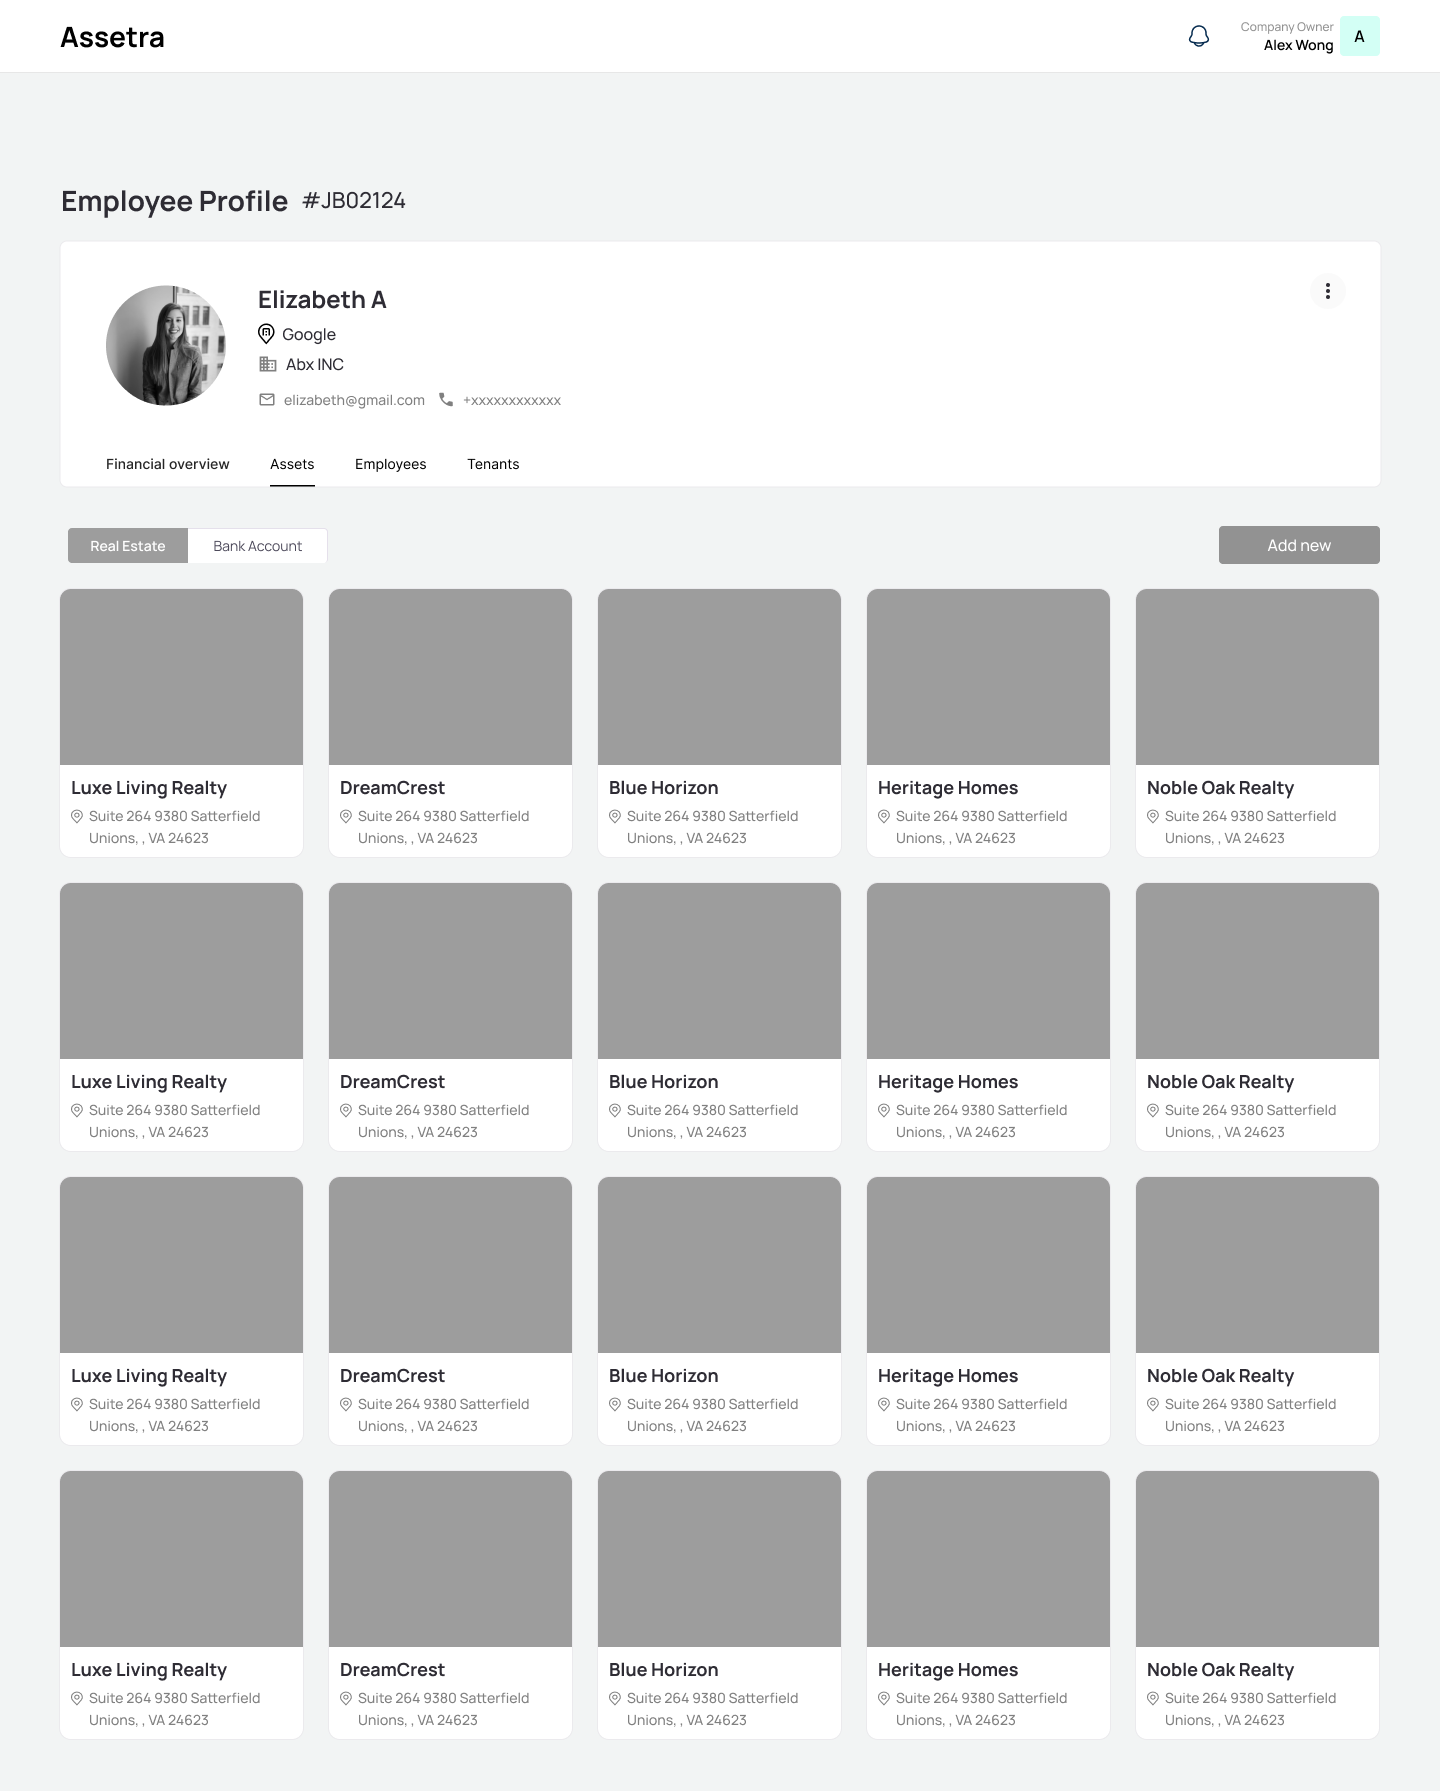 Assetra
Company Owner
Alex Wong
A
Employee Profile #JB02124
Elizabeth A
Google
Abx INC
elizabeth@gmail.com +xxxxxxxxxxxx
Financial overview Assets Employees Tenants
Real Estate Bank Account Add new
Luxe Living Realty DreamCrest Blue Horizon Heritage Homes Noble Oak Realty
Suite 264 9380 Satterfield Suite 264 9380 Satterfield Suite 264 9380 Satterfield Suite 264 9380 Satterfield Suite 264 9380 Satterfield
Unions, , VA 24623 Unions, , VA 24623 Unions, , VA 24623 Unions, , VA 24623 Unions, , VA 24623
Luxe Living Realty DreamCrest Blue Horizon Heritage Homes Noble Oak Realty
Suite 264 9380 Satterfield Suite 264 9380 Satterfield Suite 264 9380 Satterfield Suite 264 9380 Satterfield Suite 264 9380 Satterfield
Unions, , VA 24623 Unions, , VA 24623 Unions, , VA 24623 Unions, , VA 24623 Unions, , VA 24623
Luxe Living Realty DreamCrest Blue Horizon Heritage Homes Noble Oak Realty
Suite 264 9380 Satterfield Suite 264 9380 Satterfield Suite 264 9380 Satterfield Suite 264 9380 Satterfield Suite 264 9380 Satterfield
Unions, , VA 24623 Unions, , VA 24623 Unions, , VA 24623 Unions, , VA 24623 Unions, , VA 24623
Luxe Living Realty DreamCrest Blue Horizon Heritage Homes Noble Oak Realty
Suite 264 9380 Satterfield Suite 264 9380 Satterfield Suite 264 9380 Satterfield Suite 264 9380 Satterfield Suite 264 9380 Satterfield
Unions, , VA 24623 Unions, , VA 24623 Unions, , VA 24623 Unions, , VA 24623 Unions, , VA 24623